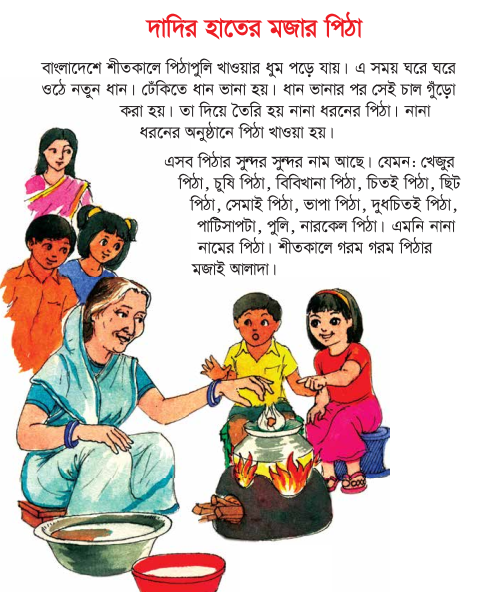 দাদির হাতের মজার পিঠা
বাংলাদেশে শীতকালে পিঠাপুলি খাওয়ার ধুম পড়ে যায়। এ সময় ঘরে ঘরে
ওঠে নতুন ধান। ঢেঁকিতে ধান ভানা হয়। ধান ভানার পর সেই চাল গুঁড়ো
করা হয়। তা দিয়ে তৈরি হয় নানা ধরনের পিঠা। নানা
ধরনের অনুষ্ঠানে পিঠা খাওয়া হয়।
এসব পিঠার সুন্দর সুন্দর নাম আছে। যেমন: খেজুর
পিঠা, চুষি পিঠা, বিবিখানা পিঠা, চিতই পিঠা, ছিট
পিঠা, সেমাই পিঠা, ভাপা পিঠা, দুধচিতই পিঠা,
পাটিসাপটা, পুলি, নারকেল পিঠা। এমনি নানা
নামের পিঠা। শীতকালে গরম গরম পিঠার
মজাই আলাদা।